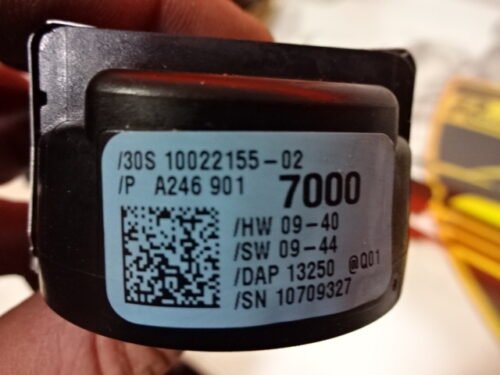 /30S 10022155-02
/P A246 901 7000
/HW 09-40
/SW 09-44
/DAP 13250 @Q01
/SN 10709327